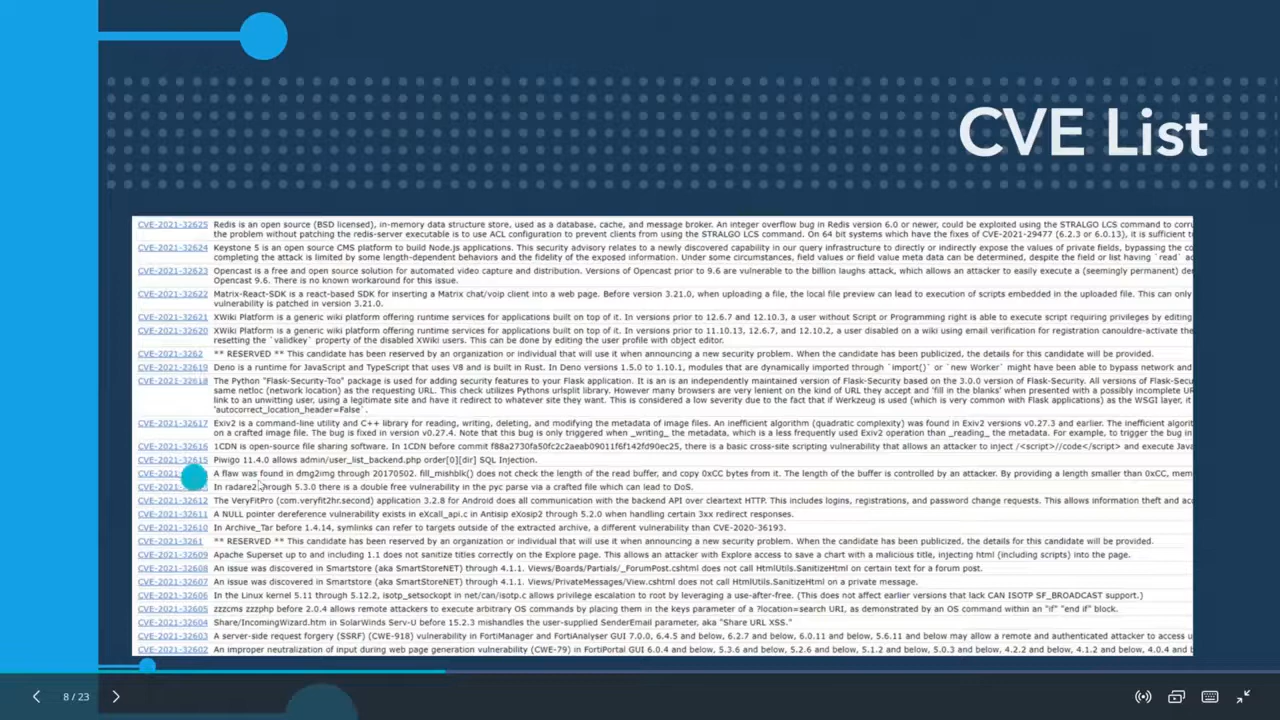 CVE List
CVE-2021-32625 Redis is an open source (BSD licensed), in-memory data structure store, used as a database, cache, and message broker. An integer overflow bug in Redis version 6.0 or newer, could be exploited using the STRALGO LCS command to
the problem without patching the redis-server executable is to use ACL configuration to prevent clients from using the STRALGO LCS command. On 64 bit systems which have the fixes of CVE-2021-29477 (6.2.3 or 6.0.13), it is sufficient
CVE-2021-32624 Keystone 5 is an open source CMS platform to build Node.js applications. This security advisory relates to a newly discovered capability in our query infrastructure to directly or indirectly expose the values of private fields, bypassing the
completing the attack is limited by some length-dependent behaviors and the fidelity of the exposed information. Under some circumstances, field values or field value meta data can be determined, despite the field or list having `read`
CVE-2021-32623 Opencast is a free and open source solution for automated video capture and distribution. Versions of Opencast prior to 9.6 are vulnerable to the billion laughs attack, which allows an attacker to easily execute a (seemingly permanent)
Opencast 9.6. There is no known workaround for this issue.
CVE-2021-32622 Matrix-React-SDK is a react-based SDK for inserting a Matrix chat/voip client into a web page. Before version 3.21.0, when uploading a file, the local file preview can lead to execution of scripts embedded in the uploaded file. This can only
vulnerability is patched in version 3.21.0.
CVE-2021-32621 XWiki Platform is a generic wiki platform offering runtime services for applications built on top of it. In versions prior to 12.6.7 and 12.10.3, a user without Script or Programming right is able to execute script requiring privileges by editing
CVE-2021-32620 XWiki Platform is a generic wiki platform offering runtime services for applications built on top of it. In versions prior to 11.10.13, 12.6.7, and 12.10.2, a user disabled on a wiki using email verification for registration canouldre-activate the
resetting the `validkey` property of the disabled XWiki users. This can be done by editing the user profile with object editor.
CVE-2021-3262 ** RESERVED ** This candidate has been reserved by an organization or individual that will use it when announcing a new security problem. When the candidate has been publicized, the details for this candidate will be provided.
CVE-2021-32619 Deno is a runtime for JavaScript and TypeScript that uses V8 and is built in Rust. In Deno versions 1.5.0 to 1.10.1, modules that are dynamically imported through `import()` or `new Worker` might have been able to bypass network and
CVE-2021-32618 The Python "Flask-Security-Too" package is used for adding security features to your Flask application. It is an is an independently maintained version of Flask-Security based on the 3.0.0 version of Flask-Security. All versions of Flask-Sec
same netloc (network location) as the requesting URL. This check utilizes Pythons urlsplit library. However many browsers are very lenient on the kind of URL they accept and 'fill in the blanks' when presented with a possibly incomplete UR
link to an unwitting user, using a legitimate site and have it redirect to whatever site they want. This is considered a low severity due to the fact that if Werkzeug is used (which is very common with Flask applications) as the WSGI layer, it
'autocorrect_location_header=False`.
CVE-2021-32617 Exiv2 is a command-line utility and C++ library for reading, writing, deleting, and modifying the metadata of image files. An inefficient algorithm (quadratic complexity) was found in Exiv2 versions v0.27.3 and earlier. The inefficient algorit
on a crafted image file. The bug is fixed in version v0.27.4. Note that this bug is only triggered when _writing_ the metadata, which is a less frequently used Exiv2 operation than _reading_ the metadata. For example, to trigger the bug in
CVE-2021-32616 1CDN is open-source file sharing software. In 1CDN before commit f88a2730fa50fc2c2aeab09011f6f142fd90ec25, there is a basic cross-site scripting vulnerability that allows an attacker to inject /<script>//code</script> and execute Java
CVE-2021-32615 Piwigo 11.4.0 allows admin/user_list_backend.php order[0][dir] SQL Injection.
CVE-2021- A flaw was found in dmg2img through 20170502. fill_mishblk() does not check the length of the read buffer, and copy 0xCC bytes from it. The length of the buffer is controlled by an attacker. By providing a length smaller than 0xCC, mem
In radare2 through 5.3.0 there is a double free vulnerability in the pyc parse via a crafted file which can lead to DoS.
CVE-2021-32612 The VeryFitPro (com.veryfit2hr.second) application 3.2.8 for Android does all communication with the backend API over cleartext HTTP. This includes logins, registrations, and password change requests. This allows information theft and
CVE-2021-32611 A NULL pointer dereference vulnerability exists in eXcall_api.c in Antisip eXosip2 through 5.2.0 when handling certain 3xx redirect responses.
CVE-2021-32610 In Archive_Tar before 1.4.14, symlinks can refer to targets outside of the extracted archive, a different vulnerability than CVE-2020-36193.
CVE-2021-3261 ** RESERVED ** This candidate has been reserved by an organization or individual that will use it when announcing a new security problem. When the candidate has been publicized, the details for this candidate will be provided.
CVE-2021-32609 Apache Superset up to and including 1.1 does not sanitize titles correctly on the Explore page. This allows an attacker with Explore access to save a chart with a malicious title, injecting html (including scripts) into the page.
CVE-2021-32608 An issue was discovered in Smartstore (aka SmartStoreNET) through 4.1.1. Views/Boards/Partials/_ForumPost.cshtml does not call HtmlUtils.SanitizeHtml on certain text for a forum post.
CVE-2021-32607 An issue was discovered in Smartstore (aka SmartStoreNET) through 4.1.1. Views/PrivateMessages/View.cshtml does not call HtmlUtils.SanitizeHtml on a private message.
CVE-2021-32606 In the Linux kernel 5.11 through 5.12.2, isotp_setsockopt in net/can/isotp.c allows privilege escalation to root by leveraging a use-after-free. (This does not affect earlier versions that lack CAN ISOTP SF_BROADCAST support.)
CVE-2021-32605 zzzcms zzzphp before 2.0.4 allows remote attackers to execute arbitrary OS commands by placing them in the keys parameter of a ?location=search URI, as demonstrated by an OS command within an "if" "end if" block.
CVE-2021-32604 Share/IncomingWizard.htm in SolarWinds Serv-U before 15.2.3 mishandles the user-supplied SenderEmail parameter, aka "Share URL XSS."
CVE-2021-32603 A server-side request forgery (SSRF) (CWE-918) vulnerability in FortiManager and FortiAnalyser GUI 7.0.0, 6.4.5 and below, 6.2.7 and below, 6.0.11 and below, 5.6.11 and below may allow a remote and authenticated attacker to access
CVE-2021-32602 An improper neutralization of input during web page generation vulnerability (CWE-79) in FortiPortal GUI 6.0.4 and below, 5.3.6 and below, 5.2.6 and below, 5.1.2 and below, 5.0.3 and below, 4.2.2 and below, 4.1.2 and below, 4.0.4 and
8 / 23